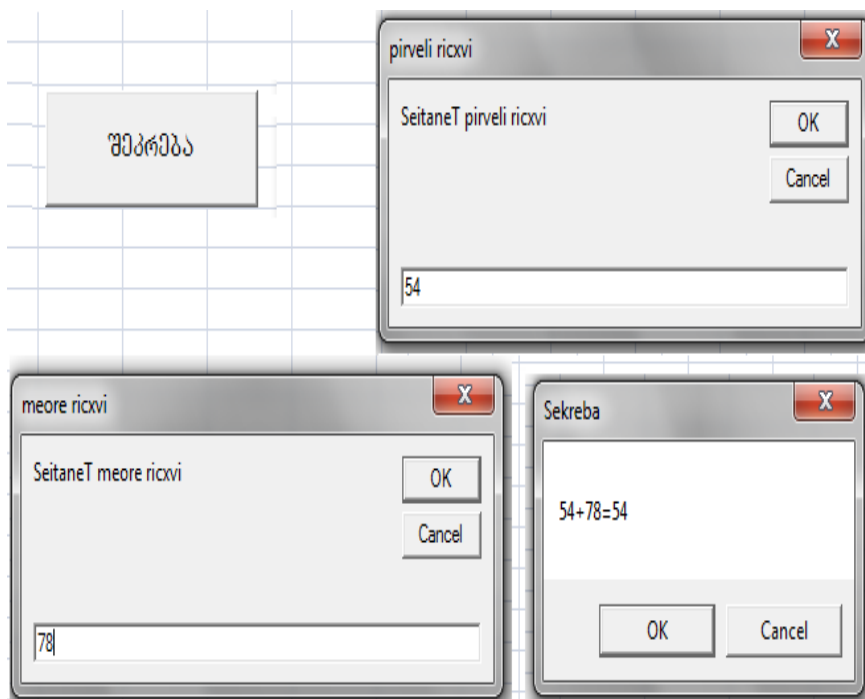 შეკრება
pirveli ricxvi
SeitaneT pirveli ricxvi
OK
Cancel
54
meore ricxvi
SeitaneT meore ricxvi
OK
Cancel
78
Sekreba
54+78=54
OK
Cancel